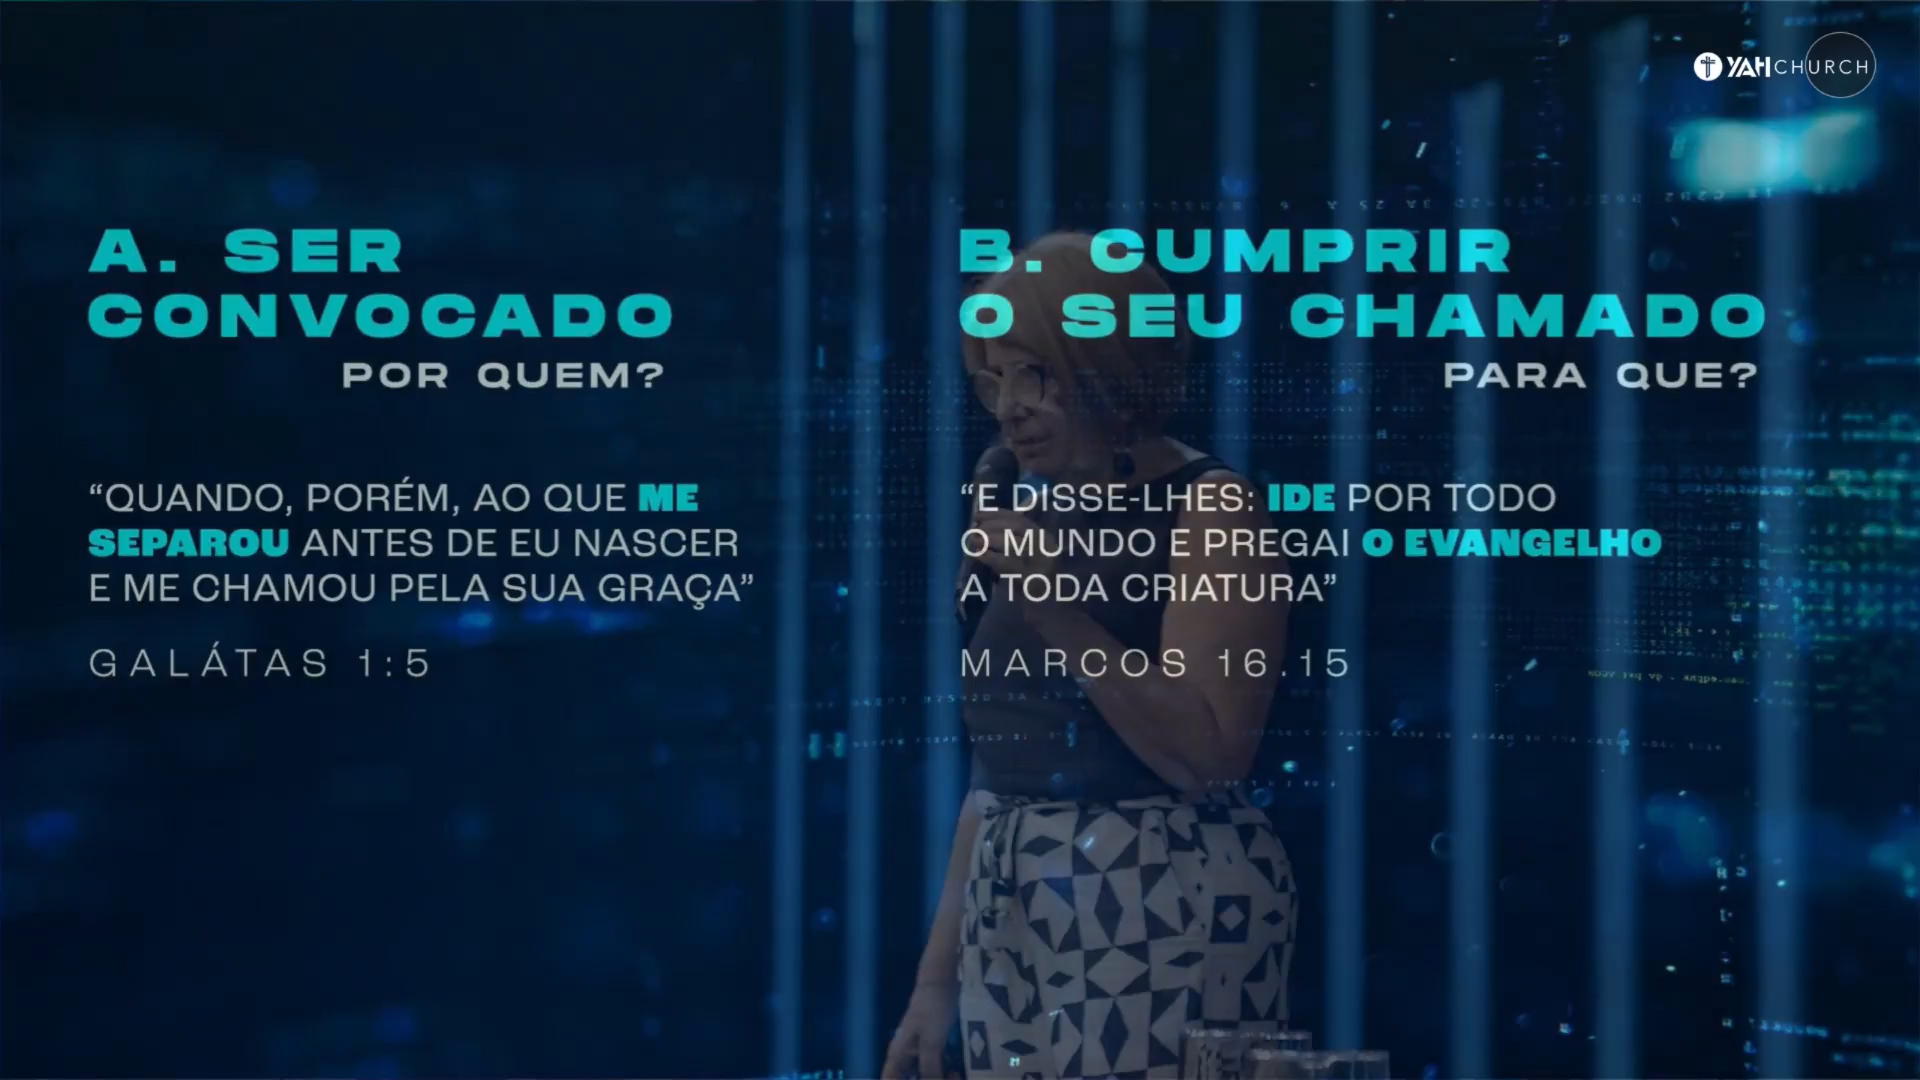 YAHCHURCH
A. SER
CONVOCADO
POR QUEM?
“QUANDO, PORÉM, AO QUE ME
SEPAROU ANTES DE EU NASCER
E ME CHAMOU PELA SUA GRAÇA”
GALÁTAS 1:5
B. CUMPRIR
O SEU CHAMADO
PARA QUE?
“E DISSE-LHES: IDE POR TODO
O MUNDO E PREGAI O EVANGELHO
A TODA CRIATURA”
MARCOS 16.15